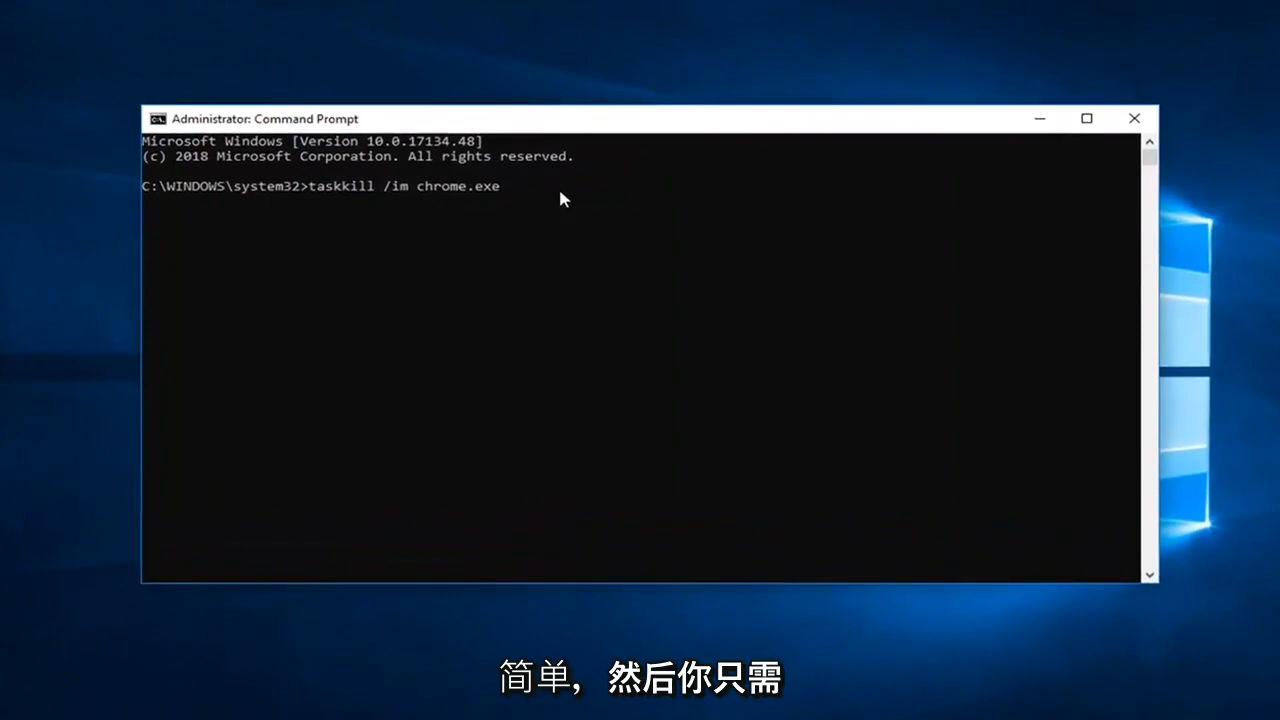 Administrator: Command Prompt
Microsoft Windows [Version 10.0.17134.48]
(c) 2018 Microsoft Corporation. All rights reserved.
C:\WINDOWS\system32>taskkill /im chrome.exe
简单，然后你只需